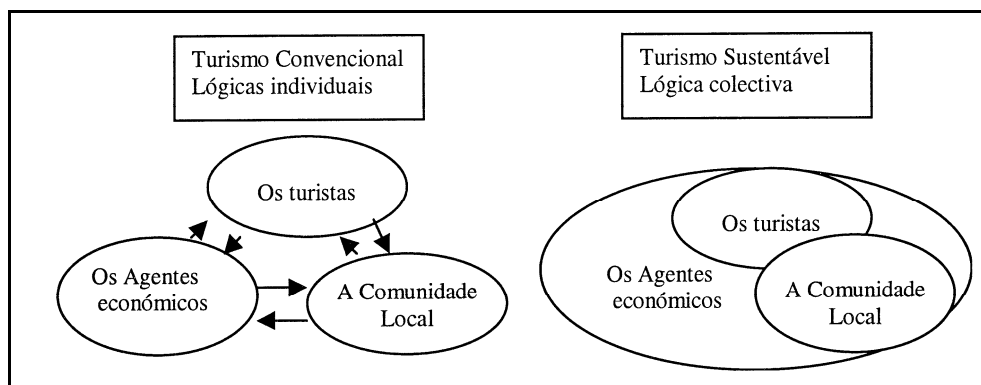 Turismo Convencional
Lógicas individuais
Turismo Sustentável
Lógica colectiva
Os turistas
Os Agentes
económicos
A Comunidade
Local
Os turistas
Os Agentes
económicos
A Comunidade
Local